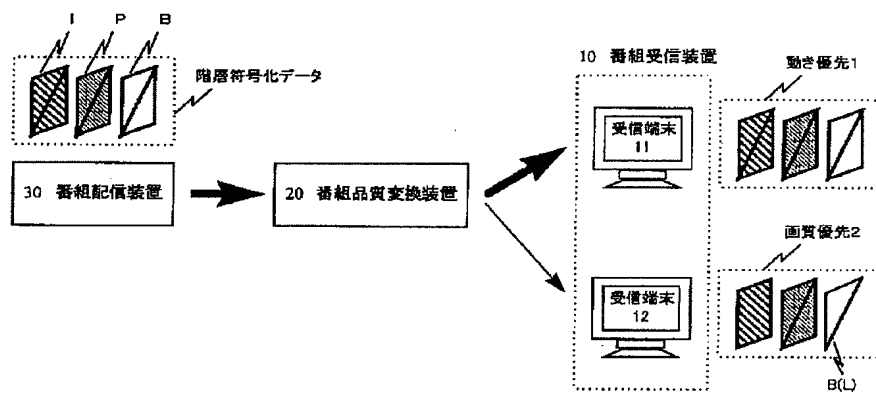 I P B
階層符号化データ
30 番組配信装置
20 番組品質変換装置
10 番組受信装置
受信端末
11
動き優先1
受信端末
12
画質優先2
B(L)